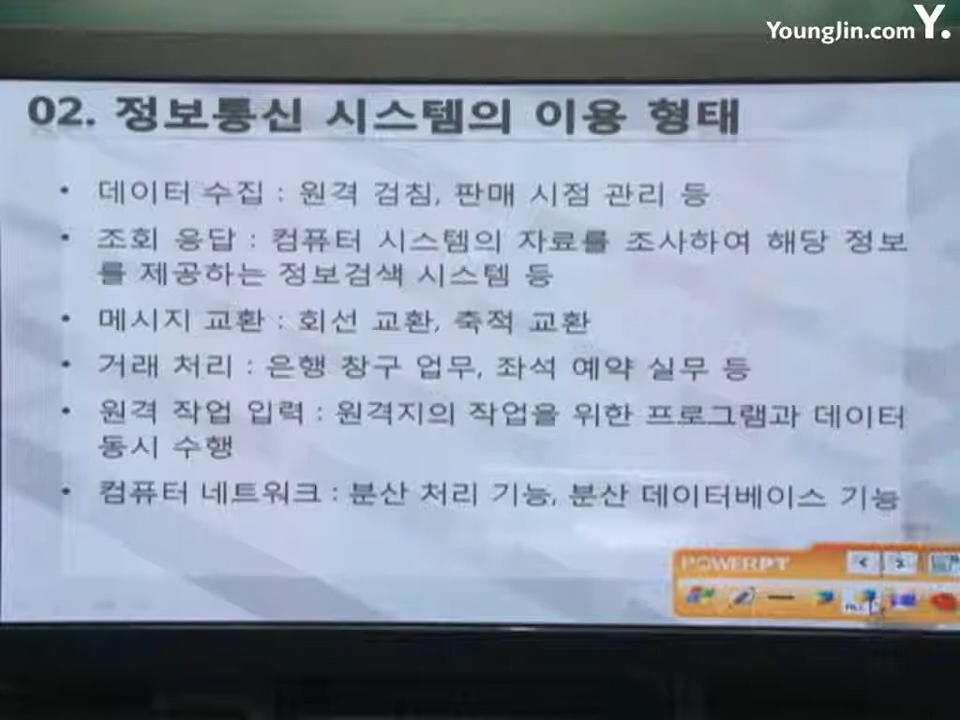 YoungJin.com Y.
02. 정보통신 시스템의 이용 형태
• 데이터 수집 : 원격 검침, 판매 시점 관리 등
• 조회 응답 : 컴퓨터 시스템의 자료를 조사하여 해당 정보
를 제공하는 정보검색 시스템 등
• 메시지 교환 : 회선 교환, 축적 교환
• 거래 처리 : 은행 창구 업무, 좌석 예약 실무 등
• 원격 작업 입력 : 원격지의 작업을 위한 프로그램과 데이터
동시 수행
• 컴퓨터 네트워크 : 분산 처리 기능, 분산 데이터베이스 기능
POWERPT